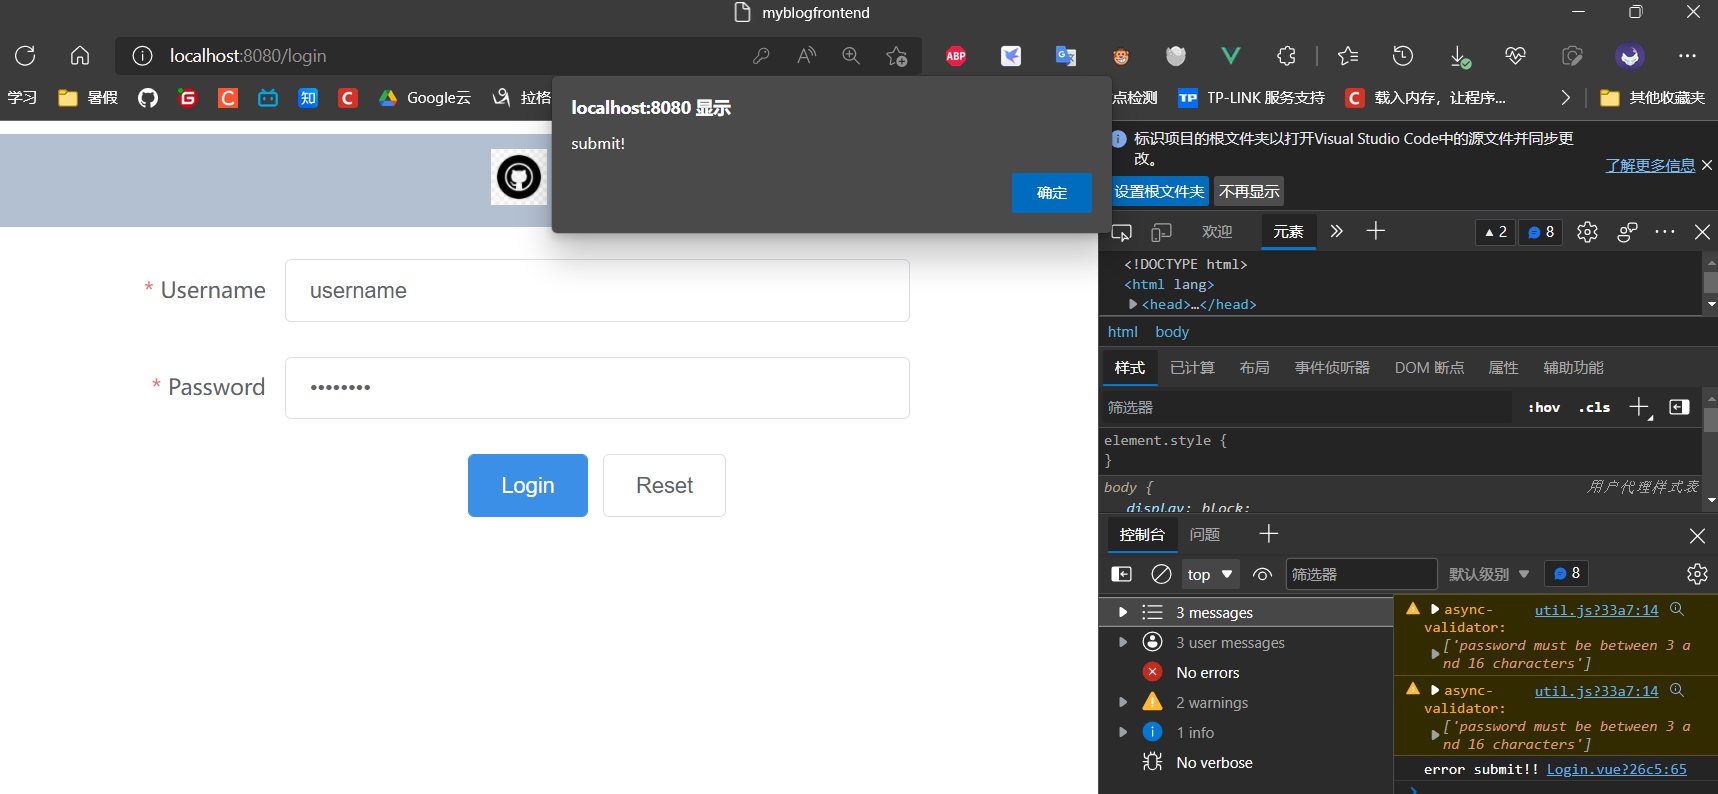 myblogfrontend
localhost:8080/login
ABP
学习
暑假
G
C
知
C
Google云
拉格
点检测
TP TP-LINK 服务支持
C 载入内存，让程序...
其他收藏夹
localhost:8080 显示
submit!
确定
标识项目的根文件夹以打开Visual Studio Code中的源文件并同步更
改。
了解更多信息
设置根文件夹 不再显示
欢迎 元素 2 8
<!DOCTYPE html>
<html lang>
<head>…</head>
html body
样式 已计算 布局 事件侦听器 DOM 断点 属性 辅助功能
筛选器 :hov .cls
element.style {
}
body { 用户代理样式表
display: block;
* Username username
* Password ••••••••
Login Reset
控制台 问题
top 筛选器 默认级别 8
3 messages
3 user messages
No errors
2 warnings
1 info
No verbose
async- util.js?33a7:14
validator:
['password must be between 3 a
nd 16 characters']
async- util.js?33a7:14
validator:
['password must be between 3 a
nd 16 characters']
error submit!! Login.vue?26c5:65